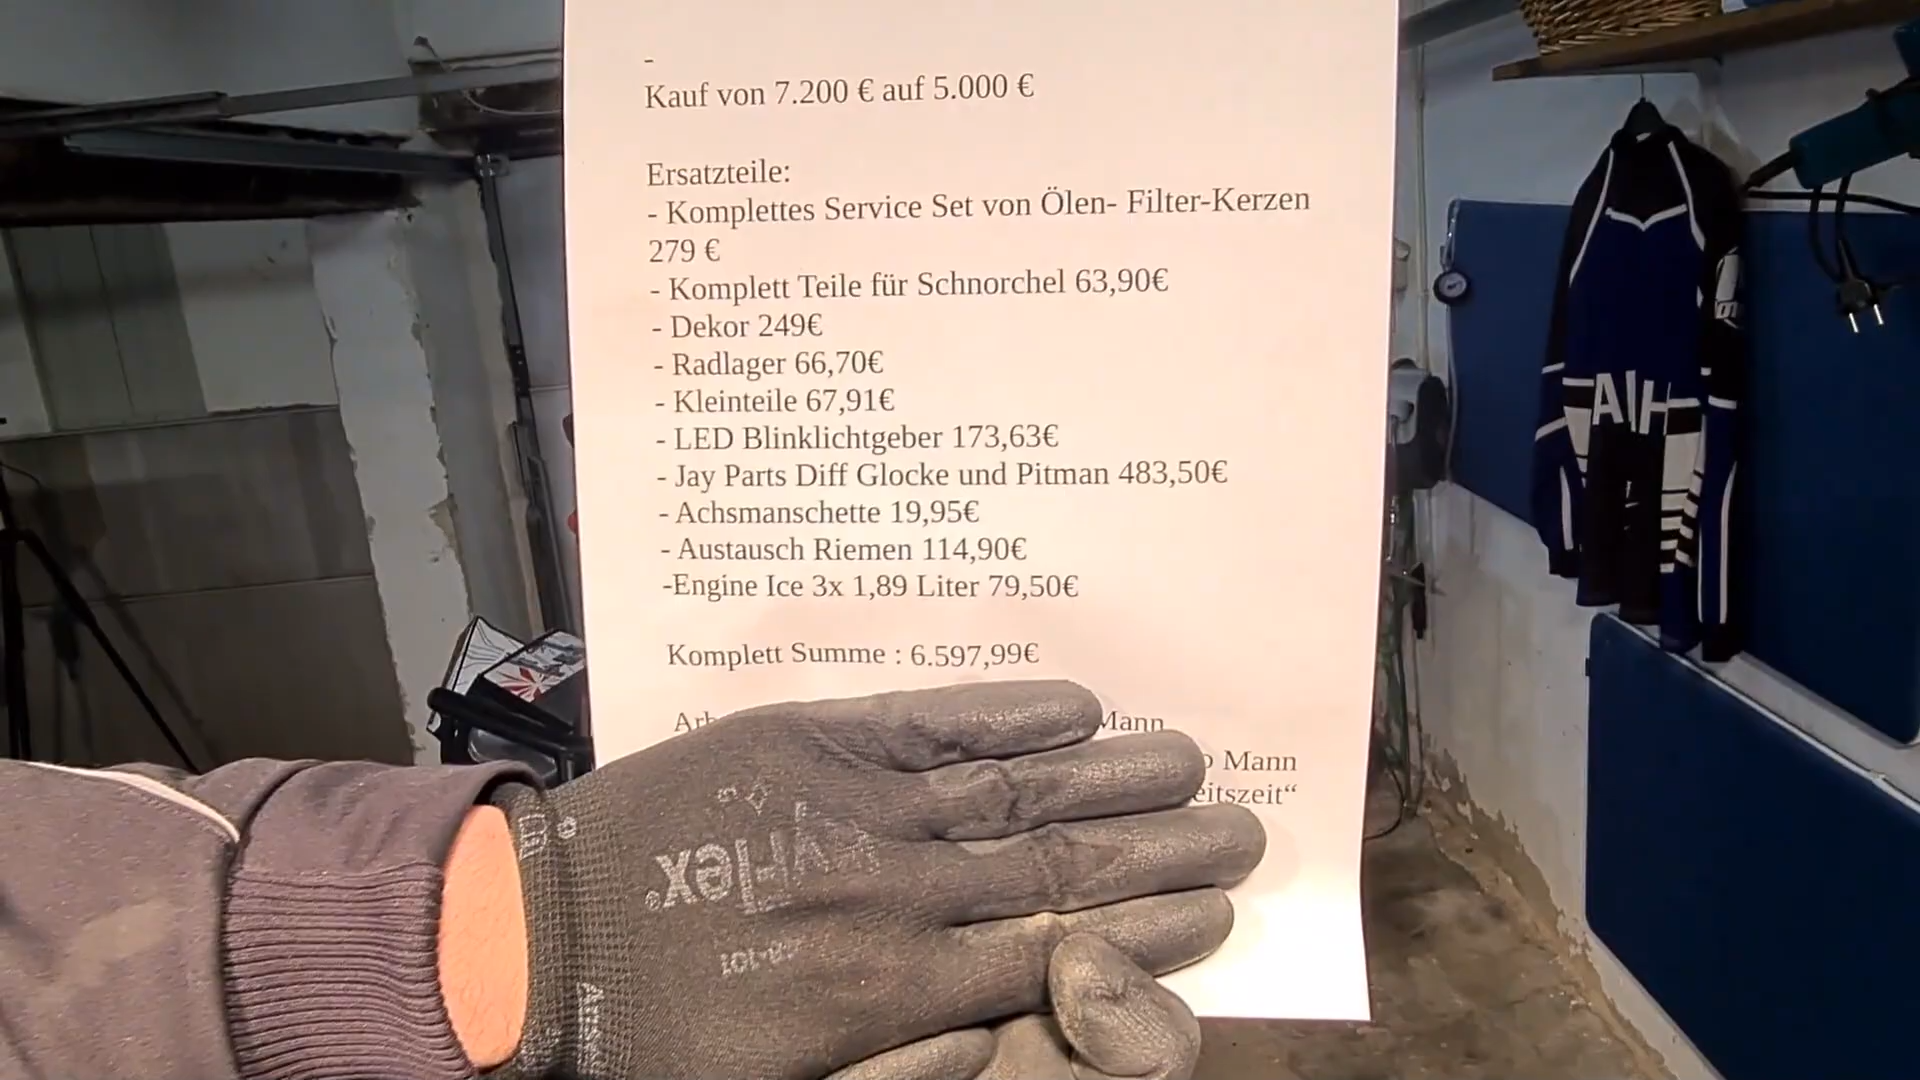 -
Kauf von 7.200 € auf 5.000 €
Ersatzteile:
- Komplettes Service Set von Ölen- Filter-Kerzen
279 €
- Komplett Teile für Schnorchel 63,90€
- Dekor 249€
- Radlager 66,70€
- Kleinteile 67,91€
- LED Blinklichtgeber 173,63€
- Jay Parts Diff Glocke und Pitman 483,50€
- Achsmanschette 19,95€
- Austausch Riemen 114,90€
-Engine Ice 3x 1,89 Liter 79,50€
Komplett Summe : 6.597,99€
Mann
Mann